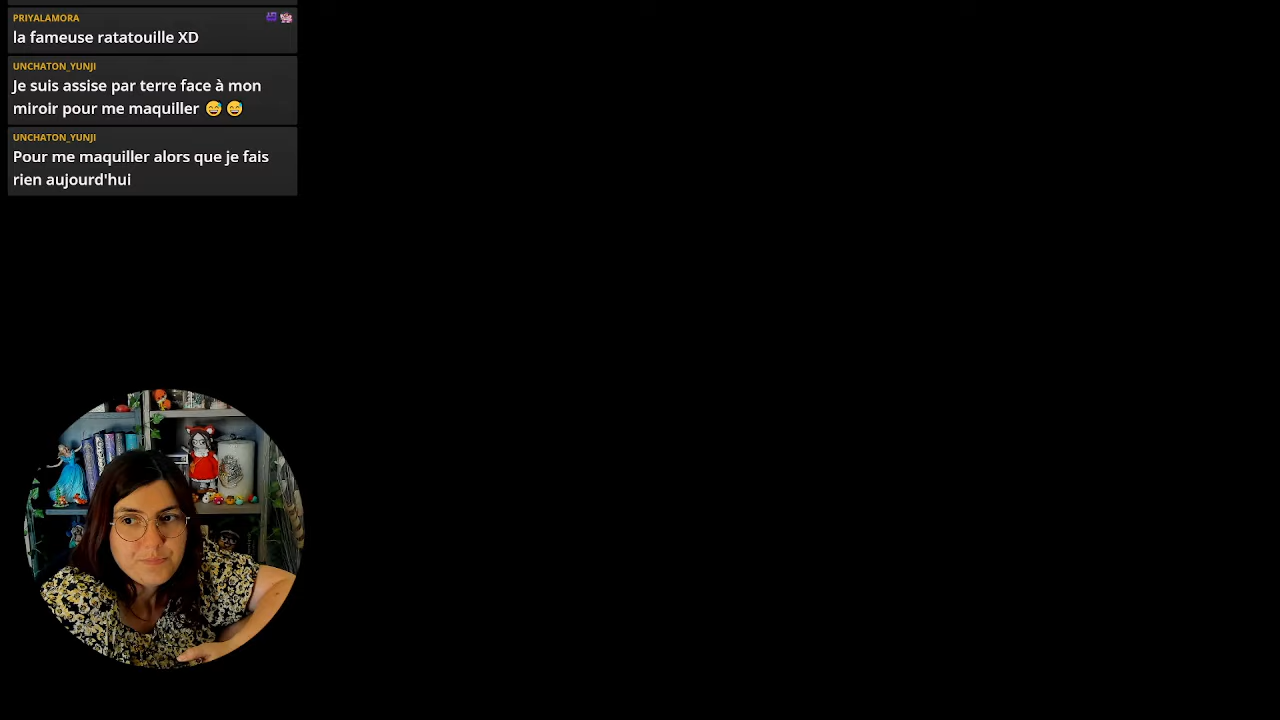 PRIYALAMORA
la fameuse ratatouille XD
UNCHATON_YUNJI
Je suis assise par terre face à mon
miroir pour me maquiller 😅 😅
UNCHATON_YUNJI
Pour me maquiller alors que je fais
rien aujourd'hui